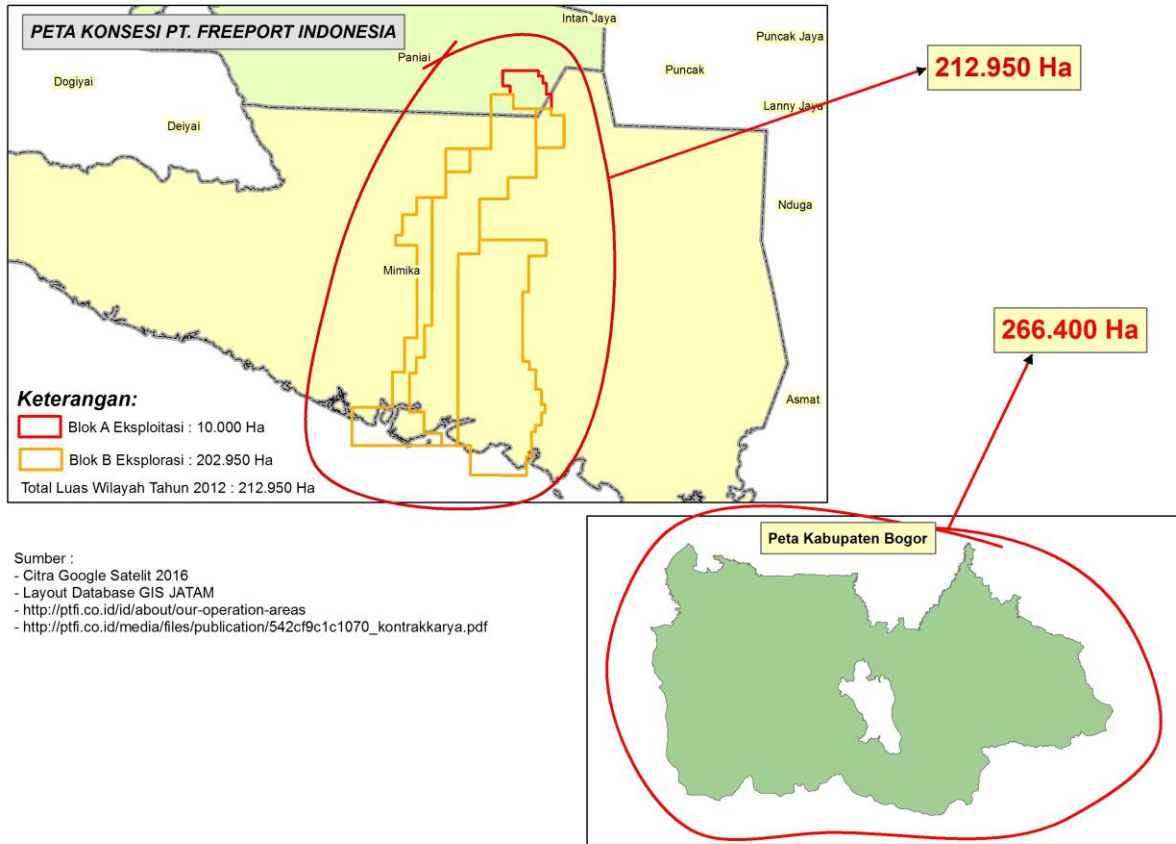 PETA KONSESI PT. FREEPORT INDONESIA
Intan Jaya
Puncak Jaya
Paniai
Puncak
Dogiyai
Lanny Jaya
Deiyai
Nduga
Mimika
Asmat
Keterangan:
Blok A Eksploitasi : 10.000 Ha
Blok B Eksplorasi : 202.950 Ha
Total Luas Wilayah Tahun 2012 : 212.950 Ha
212.950 Ha
266.400 Ha
Peta Kabupaten Bogor
Sumber :
- Citra Google Satelit 2016
- Layout Database GIS JATAM
- http://ptfi.co.id/id/about/our-operation-areas
- http://ptfi.co.id/media/files/publication/542cf9c1c1070_kontrakkarya.pdf